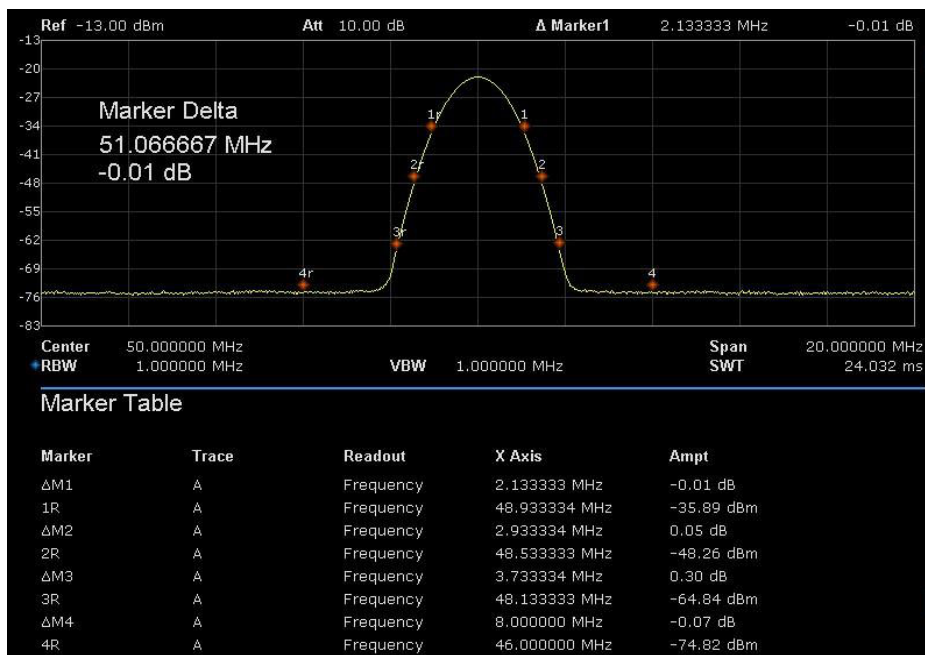 Ref -13.00 dBm Att 10.00 dB Δ Marker1 2.133333 MHz -0.01 dB
-13
-20
-27
Marker Delta
1r 1
-34
51.066667 MHz
-41
-0.01 dB
2r 2
-48
-55
3r 3
-62
-69
4r 4
-76
-83
Center 50.000000 MHz Span 20.000000 MHz
RBW 1.000000 MHz VBW 1.000000 MHz SWT 24.032 ms
Marker Table
Marker Trace Readout X Axis Ampt
ΔM1 A Frequency 2.133333 MHz -0.01 dB
1R A Frequency 48.933334 MHz -35.89 dBm
ΔM2 A Frequency 2.933334 MHz 0.05 dB
2R A Frequency 48.533333 MHz -48.26 dBm
ΔM3 A Frequency 3.733334 MHz 0.30 dB
3R A Frequency 48.133333 MHz -64.84 dBm
ΔM4 A Frequency 8.000000 MHz -0.07 dB
4R A Frequency 46.000000 MHz -74.82 dBm